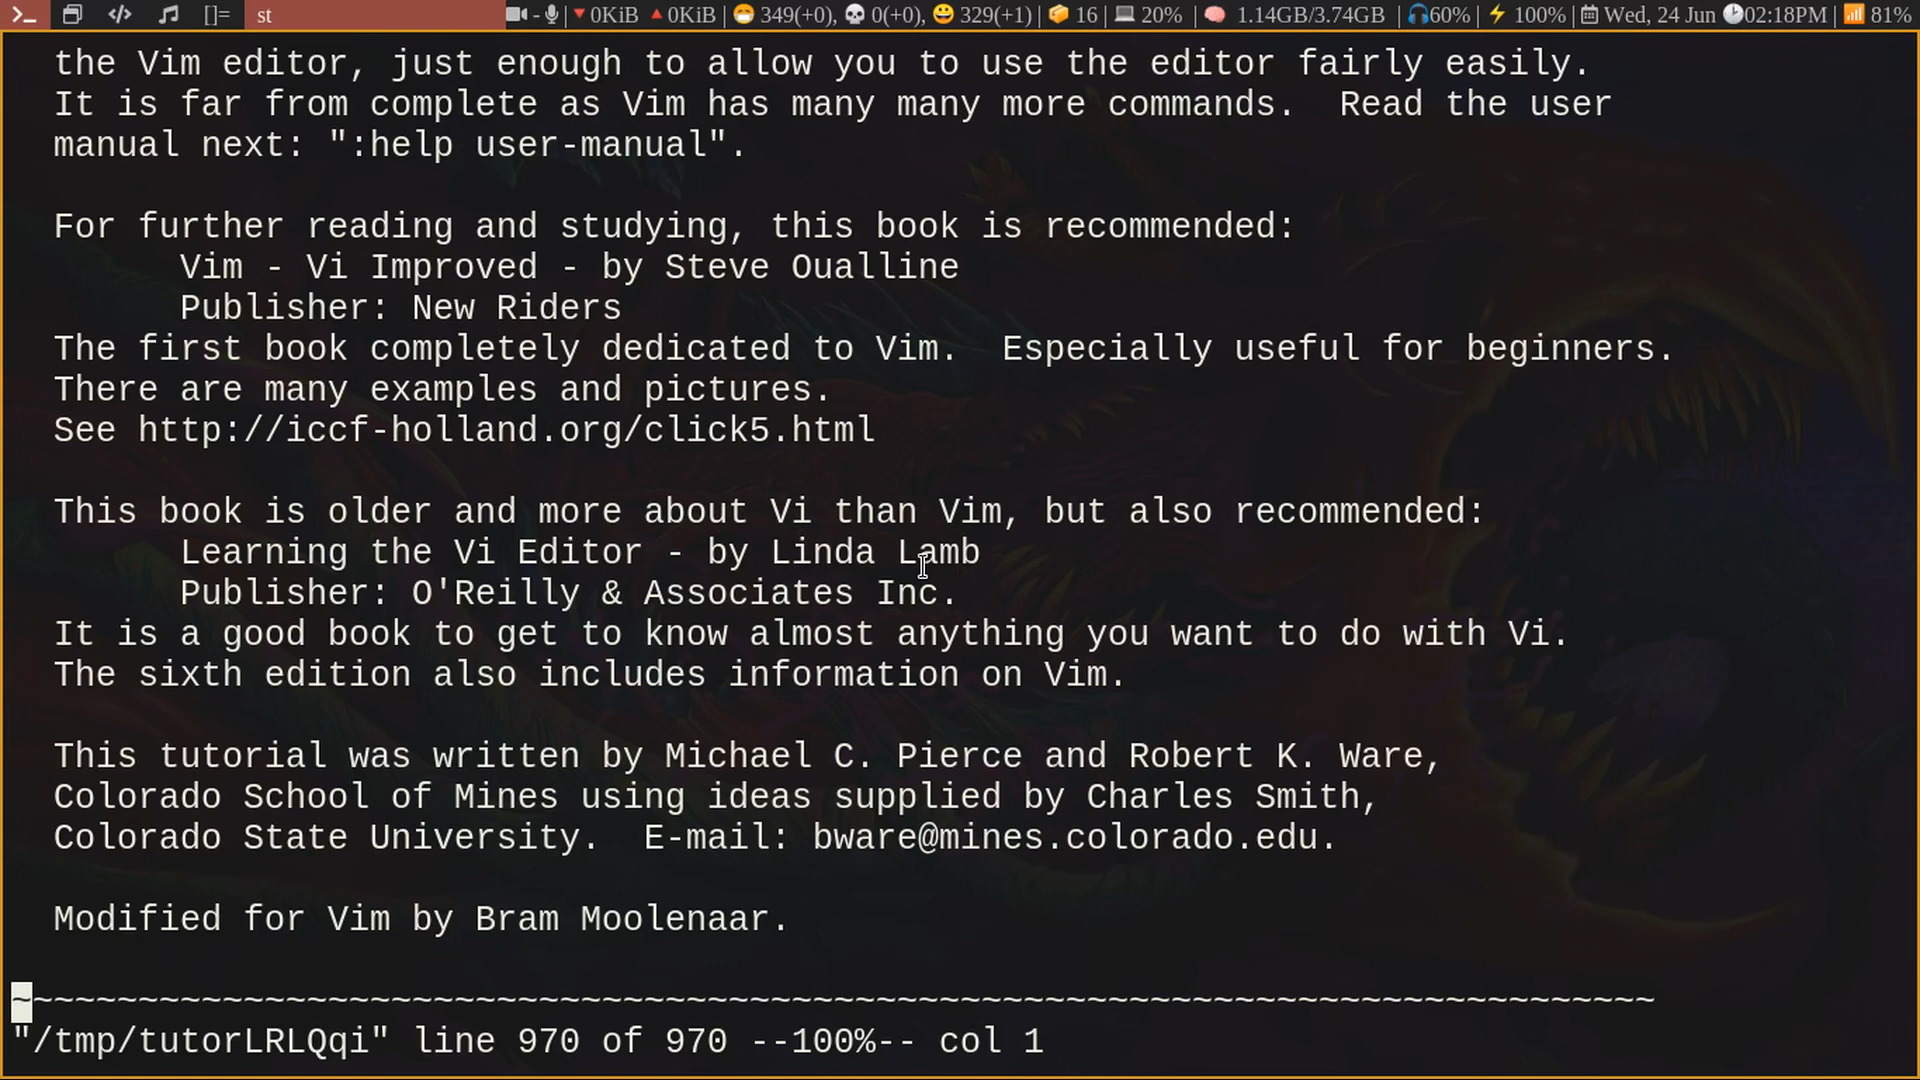 []= st - | 0KiB 0KiB | 349(+0), 0(+0), 329(+1) | 16 | 20% | 1.14GB/3.74GB | 60% | 100% | Wed, 24 Jun 02:18PM | 81%
the Vim editor, just enough to allow you to use the editor fairly easily.
It is far from complete as Vim has many many more commands.  Read the user
manual next: ":help user-manual".
For further reading and studying, this book is recommended:
Vim - Vi Improved - by Steve Oualline
Publisher: New Riders
The first book completely dedicated to Vim.  Especially useful for beginners.
There are many examples and pictures.
See http://iccf-holland.org/click5.html
This book is older and more about Vi than Vim, but also recommended:
Learning the Vi Editor - by Linda Lamb
Publisher: O'Reilly & Associates Inc.
It is a good book to get to know almost anything you want to do with Vi.
The sixth edition also includes information on Vim.
This tutorial was written by Michael C. Pierce and Robert K. Ware,
Colorado School of Mines using ideas supplied by Charles Smith,
Colorado State University.  E-mail: bware@mines.colorado.edu.
Modified for Vim by Bram Moolenaar.
~~~~~~~~~~~~~~~~~~~~~~~~~~~~~~~~~~~~~~~~~~~~~~~~~~~~~~~~~~~~~~~~~~~~~~~~~~~~~~
"/tmp/tutorLRLQqi" line 970 of 970 --100%-- col 1